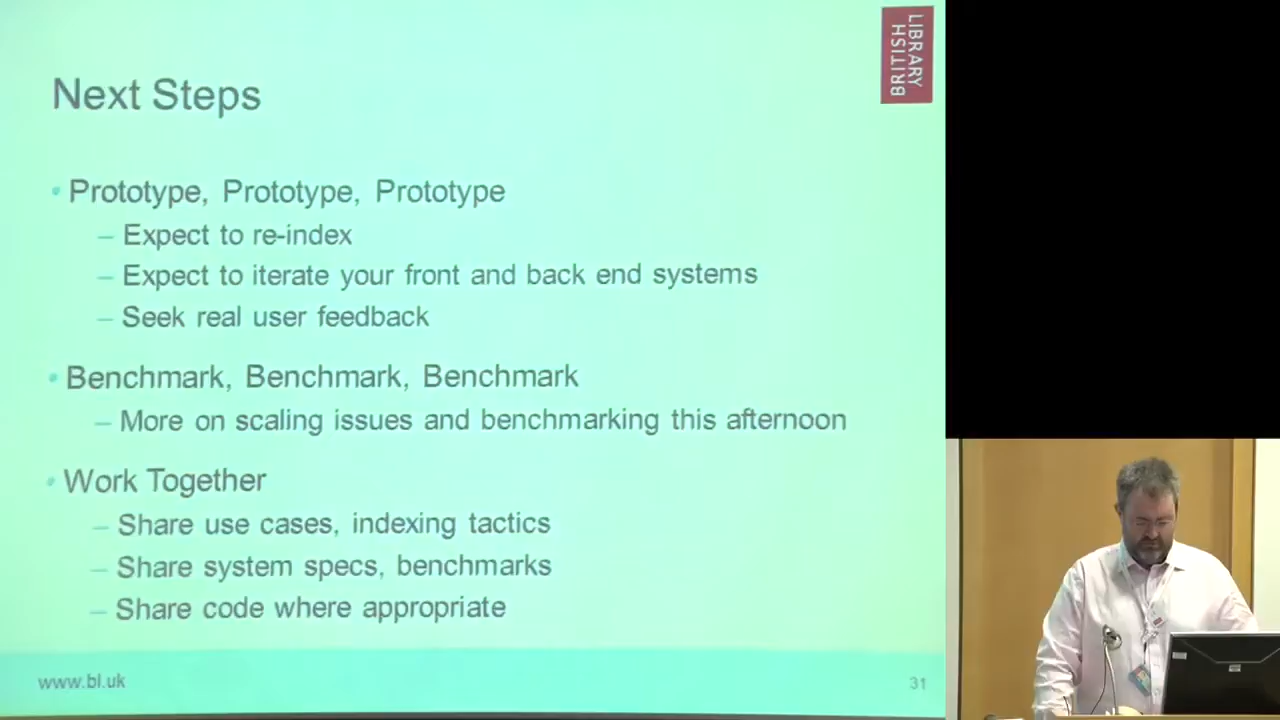 BRITISH
LIBRARY
Next Steps
• Prototype, Prototype, Prototype
– Expect to re-index
– Expect to iterate your front and back end systems
– Seek real user feedback
• Benchmark, Benchmark, Benchmark
– More on scaling issues and benchmarking this afternoon
• Work Together
– Share use cases, indexing tactics
– Share system specs, benchmarks
– Share code where appropriate
www.bl.uk
31